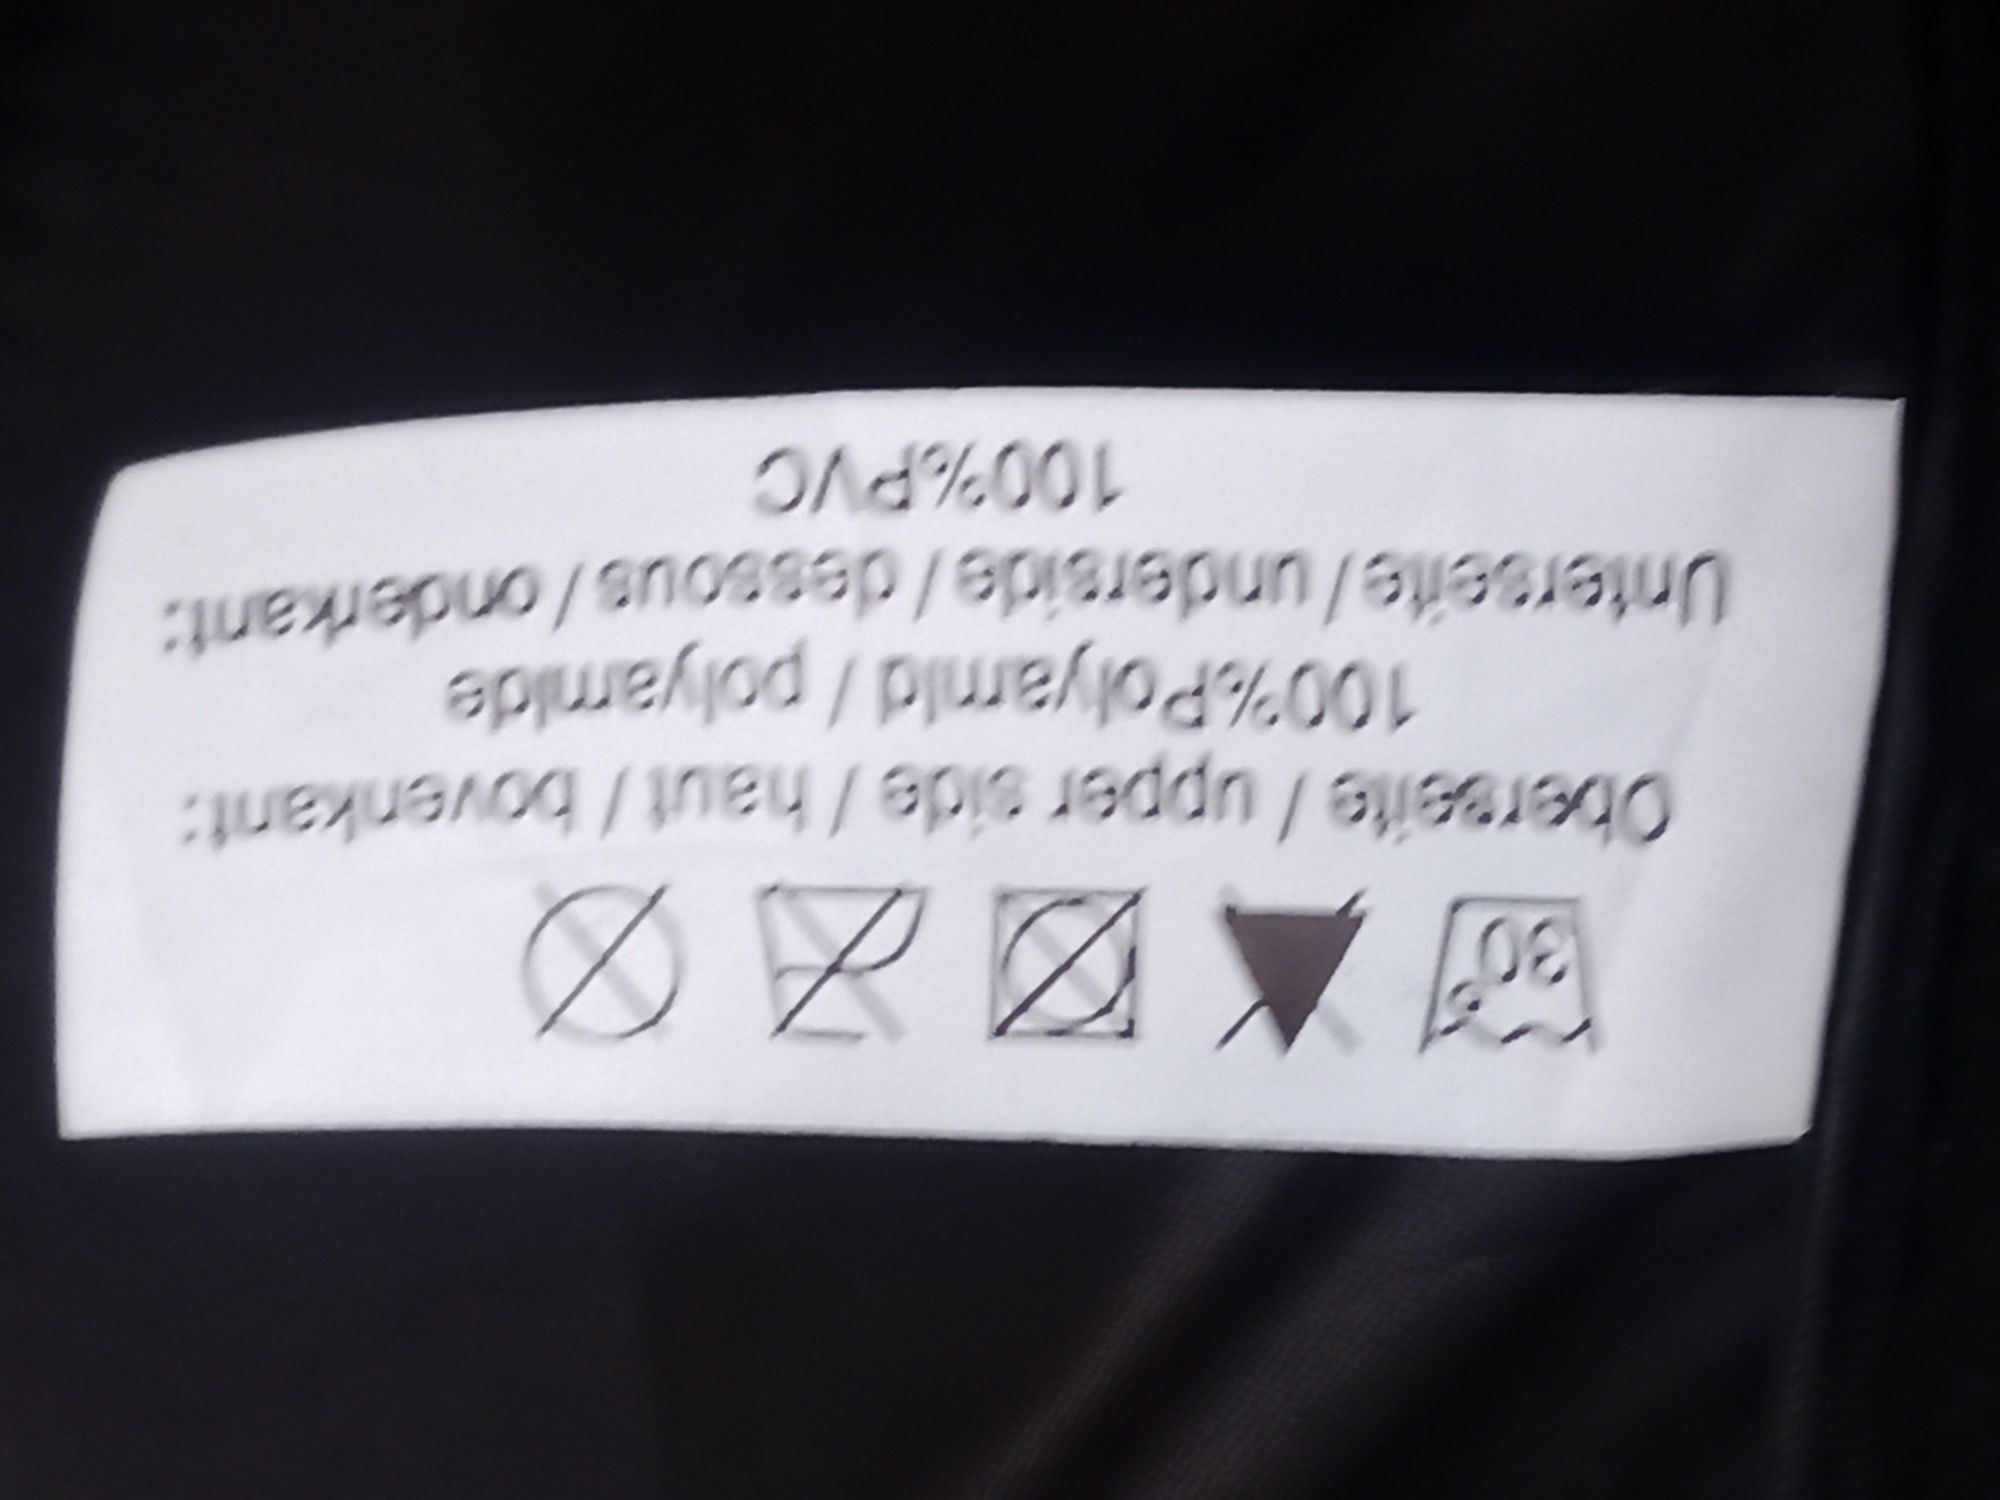 30°
Oberseite / upper side / haut / bovenkant:
100%Polyamid / polyamide
Unterseite / underside / dessous / onderkant:
100%PVC